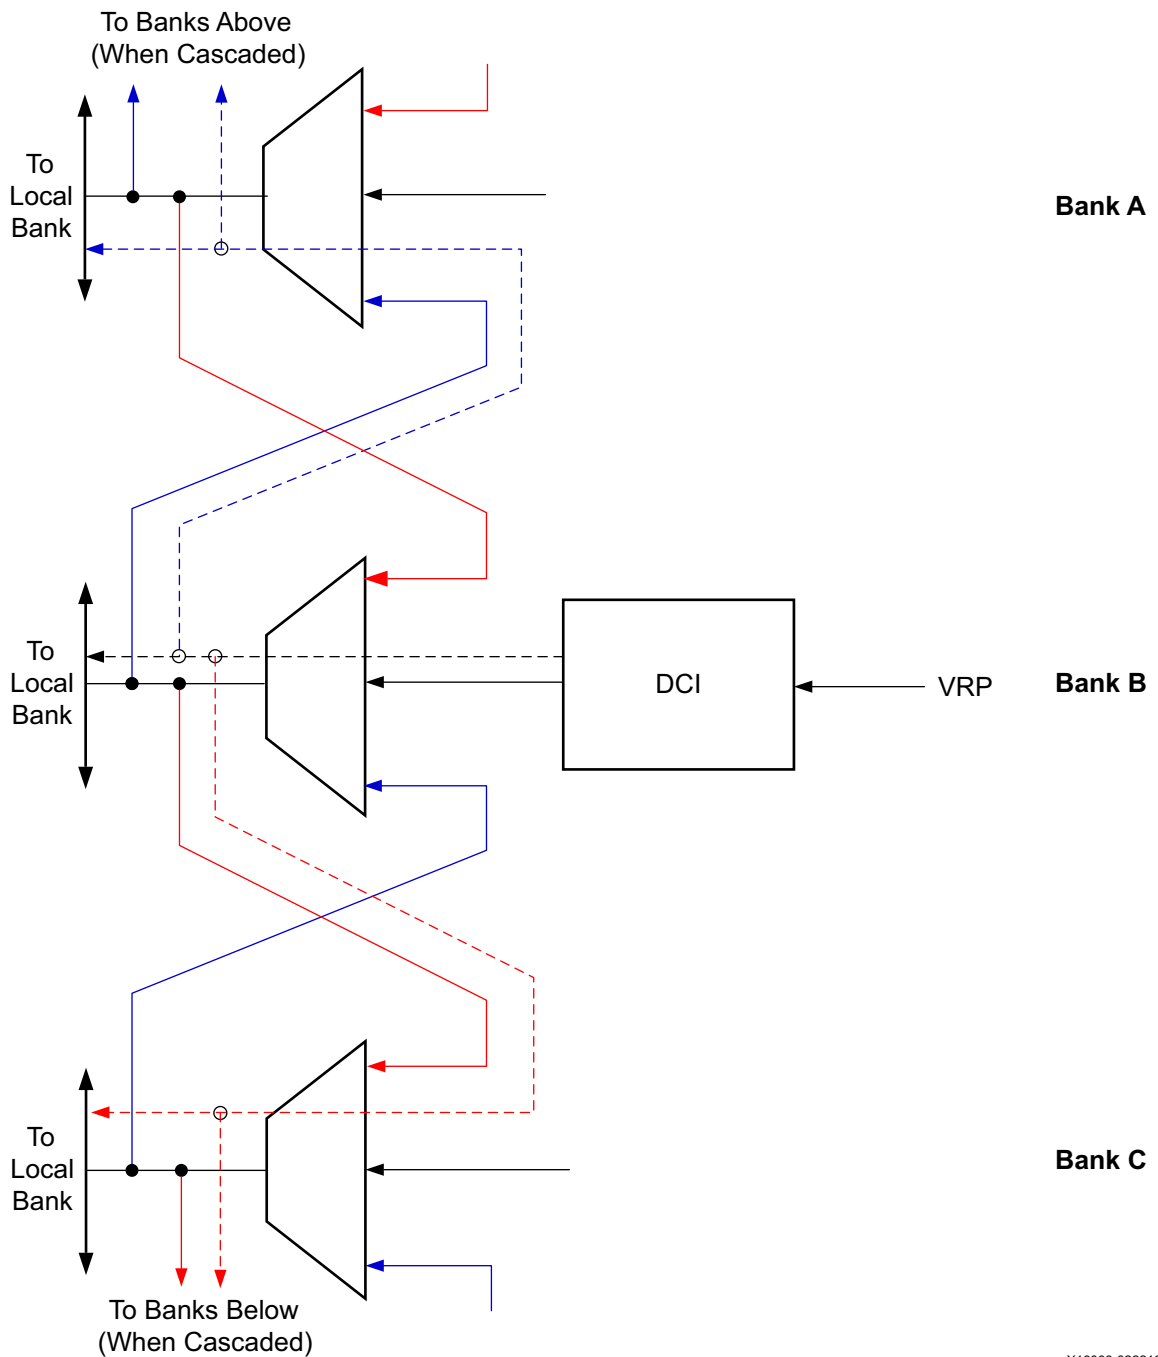 To Banks Above
(When Cascaded)
To
Local
Bank
Bank A
To
Local
Bank
DCI
VRP
Bank B
To
Local
Bank
Bank C
To Banks Below
(When Cascaded)